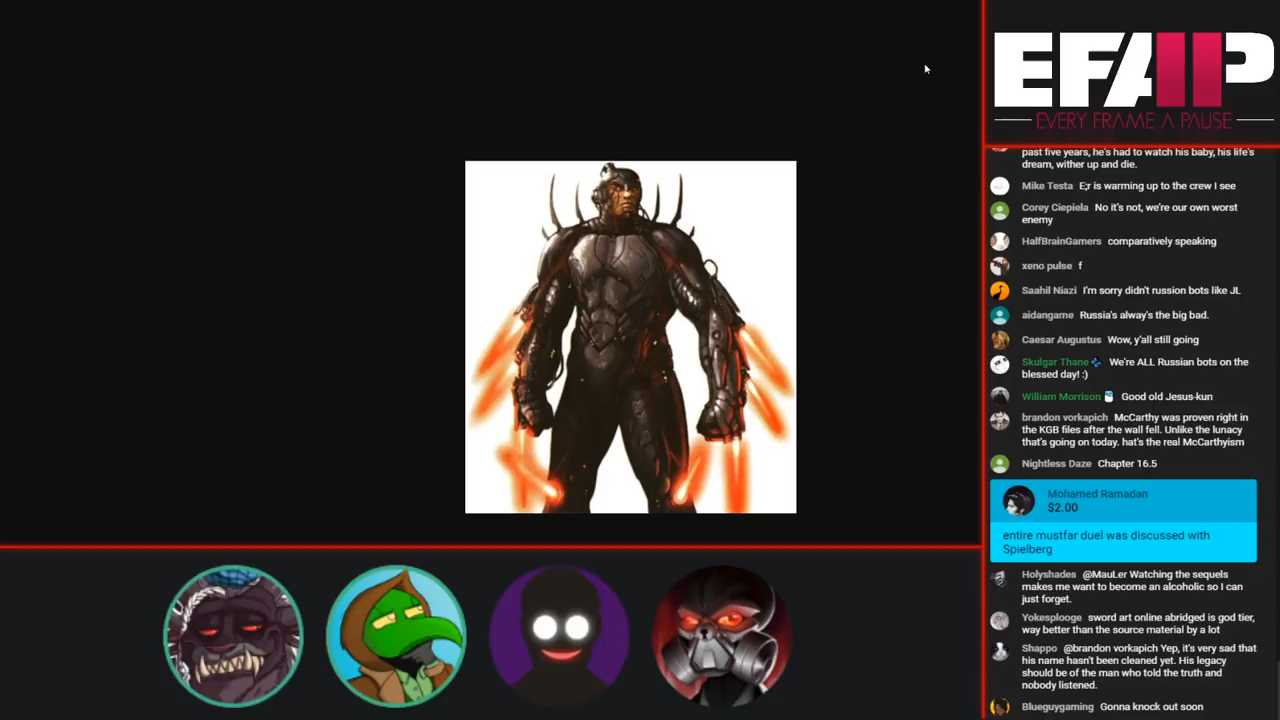 EFAP
EVERY FRAME A PAUSE
past five years, he's had to watch his baby, his life's
dream, wither up and die.
Mike Testa E;r is warming up to the crew I see
Corey Ciepiela No it's not, we're our own worst
enemy
HalfBrainGamers comparatively speaking
xeno pulse f
Saahil Niazi I'm sorry didn't russion bots like JL
aidangame Russia's alway's the big bad.
Caesar Augustus Wow, y'all still going
Skulgar Thane We're ALL Russian bots on the
blessed day! :)
William Morrison Good old Jesus-kun
brandon vorkapich McCarthy was proven right in
the KGB files after the wall fell. Unlike the lunacy
that's going on today. hat's the real McCarthyism
Nightless Daze Chapter 16.5
Mohamed Ramadan
$2.00
entire mustfar duel was discussed with
Spielberg
Holyshades @MauLer Watching the sequels
makes me want to become an alcoholic so I can
just forget.
Yokesplooge sword art online abridged is god tier,
way better than the source material by a lot
Shappo @brandon vorkapich Yep, it's very sad that
his name hasn't been cleaned yet. His legacy
should be of the man who told the truth and
nobody listened.
Blueguygaming Gonna knock out soon